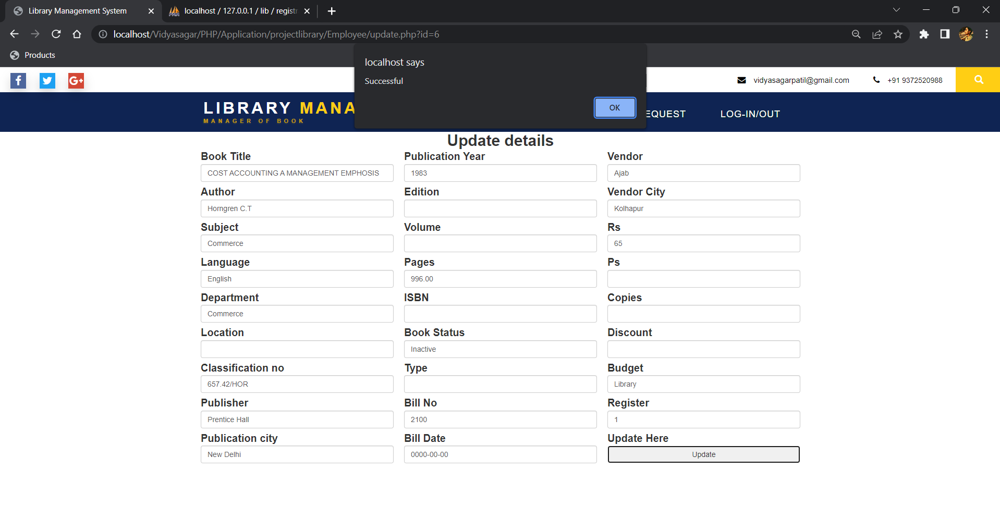 Library Management System
localhost / 127.0.0.1 / lib / registr
localhost/Vidyasagar/PHP/Application/projectlibrary/Employee/update.php?id=6
Products
localhost says
Successful
OK
vidyasagarpatil@gmail.com +91 9372520988
LIBRARY MANA
MANAGER OF BOOK
EQUEST LOG-IN/OUT
Update details
Book Title Publication Year Vendor
COST ACCOUNTING A MANAGEMENT EMPHOSIS 1983 Ajab
Author Edition Vendor City
Horngren C.T Kolhapur
Subject Volume Rs
Commerce 65
Language Pages Ps
English 996.00
Department ISBN Copies
Commerce
Location Book Status Discount
Inactive
Classification no Type Budget
657.42/HOR Library
Publisher Bill No Register
Prentice Hall 2100 1
Publication city Bill Date Update Here
New Delhi 0000-00-00 Update